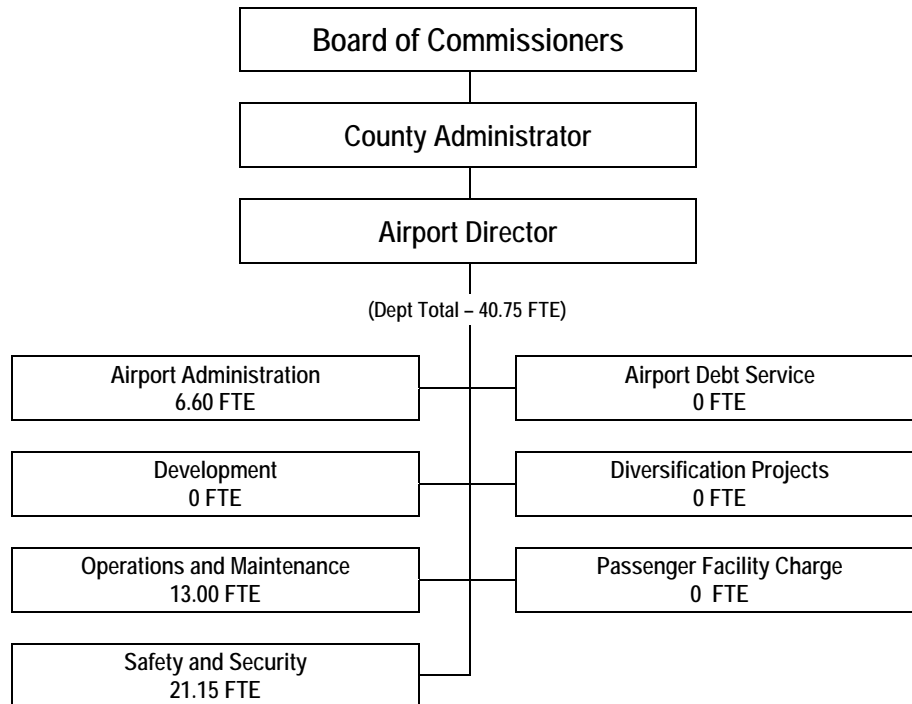 Board of Commissioners
County Administrator
Airport Director
(Dept Total – 40.75 FTE)
Airport Administration
6.60 FTE
Airport Debt Service
0 FTE
Development
0 FTE
Diversification Projects
0 FTE
Operations and Maintenance
13.00 FTE
Passenger Facility Charge
0 FTE
Safety and Security
21.15 FTE